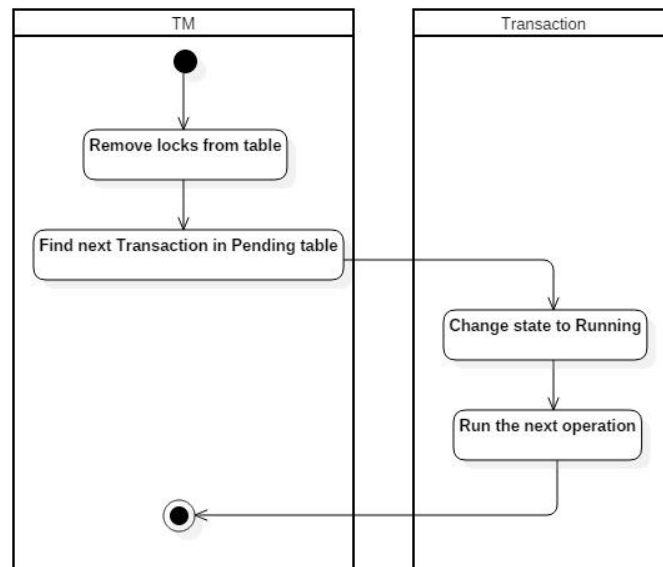 TM
Transaction
Remove locks from table
Find next Transaction in Pending table
Change state to Running
Run the next operation